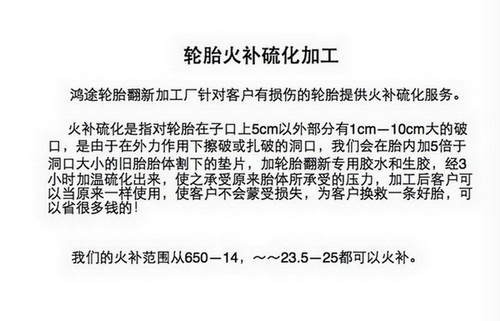 轮胎火补硫化加工
鸿途轮胎翻新加工厂针对客户有损伤的轮胎提供火补硫化服务。
火补硫化是指对轮胎在子口上5cm以外部分有1cm—10cm大的破
口，是由于在外力作用下擦破或扎破的洞口，我们会在胎内加5倍于
洞口大小的旧胎胎体割下的垫片，加轮胎翻新专用胶水和生胶，经3
小时加温硫化出来，使之承受原来胎体所承受的压力，加工后客户可
以当原来一样使用，使客户不会蒙受损失，为客户换救一条好胎，可
以省很多钱的！
我们的火补范围从650—14，～～23.5—25都可以火补。